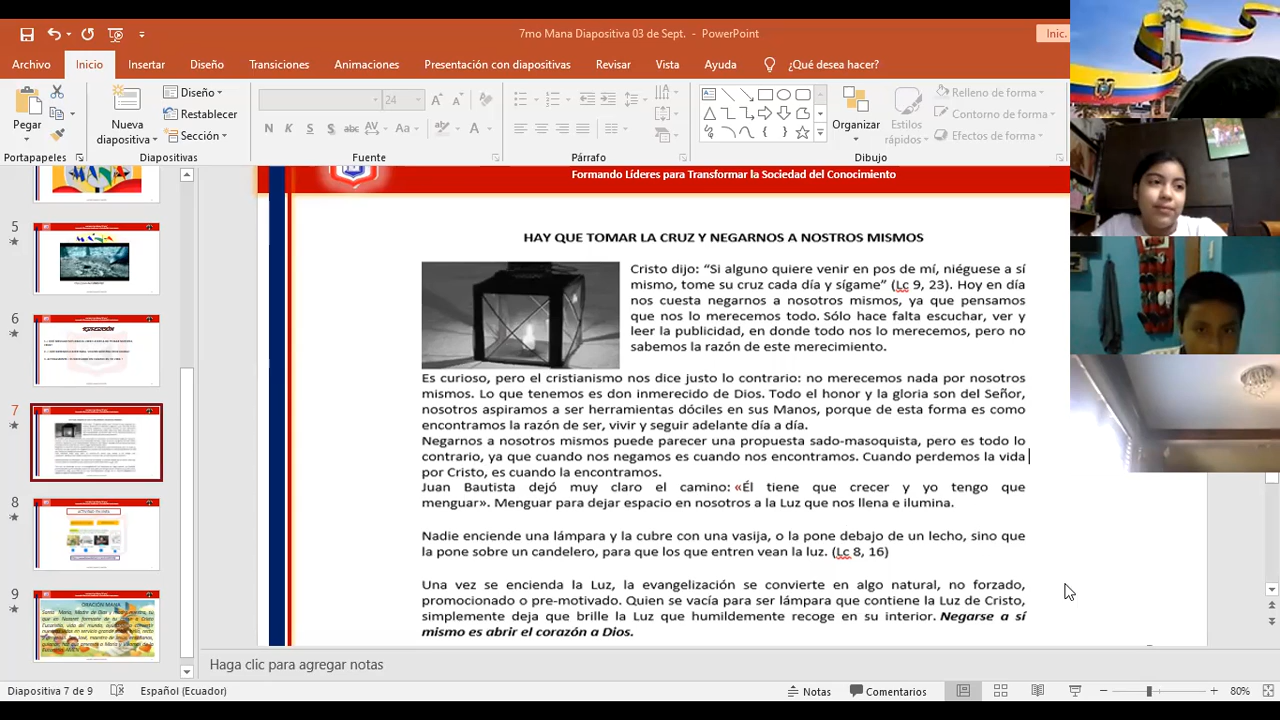 7mo Mana Diapositiva 03 de Sept. - PowerPoint
Inic.
Archivo Inicio Insertar Diseño Transiciones Animaciones Presentación con diapositivas Revisar Vista Ayuda ¿Qué desea hacer?
Pegar
Nueva diapositiva
Diseño
Restablecer
Sección
24
Organizar
Estilos rápidos
Relleno de forma
Contorno de forma
Efectos de forma
Portapapeles Diapositivas Fuente Párrafo Dibujo
Formando Líderes para Transformar la Sociedad del Conocimiento
HAY QUE TOMAR LA CRUZ Y NEGARNOS A NOSTROS MISMOS
Cristo dijo: “Si alguno quiere venir en pos de mí, niéguese a sí
mismo, tome su cruz cada día y sígame” (Lc 9, 23). Hoy en día
nos cuesta negarnos a nosotros mismos, ya que pensamos
que nos lo merecemos todo. Sólo hace falta escuchar, ver y
leer la publicidad, en donde todo nos lo merecemos, pero no
sabemos la razón de este merecimiento.
Es curioso, pero el cristianismo nos dice justo lo contrario: no merecemos nada por nosotros
mismos. Lo que tenemos es don inmerecido de Dios. Todo el honor y la gloria son del Señor,
nosotros aspiramos a ser herramientas dóciles en sus Manos, porque de esta forma es como
encontramos la razón de ser, vivir y seguir adelante día a día.
Negarnos a nosotros mismos puede parecer una propuesta saco-masoquista, pero es todo lo
contrario, ya que cuando nos negamos es cuando nos encontramos. Cuando perdemos la vida
por Cristo, es cuando la encontramos.
Juan Bautista dejó muy claro el camino: «Él tiene que crecer y yo tengo que
menguar». Menguar para dejar espacio en nosotros a la Luz que nos llena e ilumina.
Nadie enciende una lámpara y la cubre con una vasija, o la pone debajo de un lecho, sino que
la pone sobre un candelero, para que los que entren vean la luz. (Lc 8, 16)
Una vez se encienda la Luz, la evangelización se convierte en algo natural, no forzado,
promocionado o pre-motivado. Quien se vacía para ser lámpara que contiene la Luz de Cristo,
simplemente deja que brille la Luz que humildemente recoge en su interior. Negarse a sí
mismo es abrir el corazón a Dios.
5
6
7
8
9
ORACIÓN MANA
Haga clic para agregar notas
Diapositiva 7 de 9 Español (Ecuador) Notas Comentarios 80%